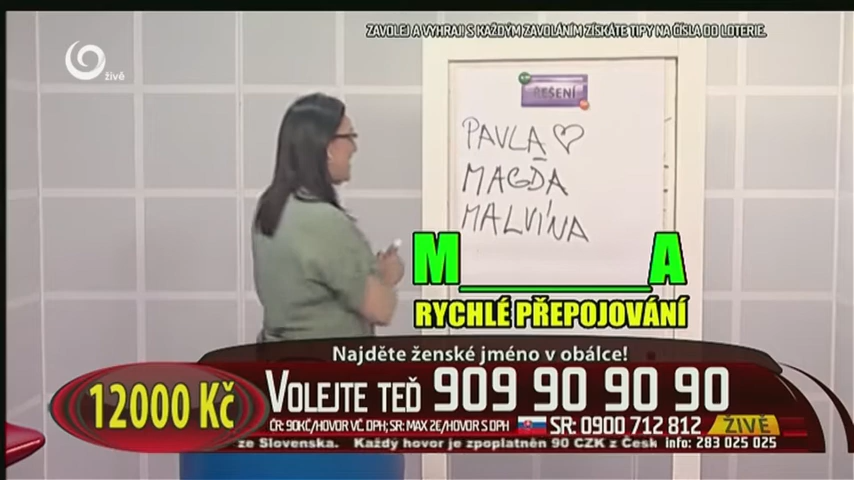 ZAVOLEJ A VYHRAJ! S KAŽDÝM ZAVOLÁNÍM ZÍSKÁTE TIPY NA ČÍSLA DO LOTERIE.
živě
ŘEŠENÍ
PAVLA
MAGDA
MALVÍNA
M__________A
RYCHLÉ PŘEPOJOVÁNÍ
Najděte ženské jméno v obálce!
12000 Kč
VOLEJTE TEĎ 909 90 90 90
ČR: 90KČ/HOVOR VČ. DPH; SR: MAX 2E/HOVOR S DPH SR: 0900 712 812 ŽIVĚ
ze Slovenska. Každý hovor je zpoplatněn 90 CZK z Česk info: 283 025 025